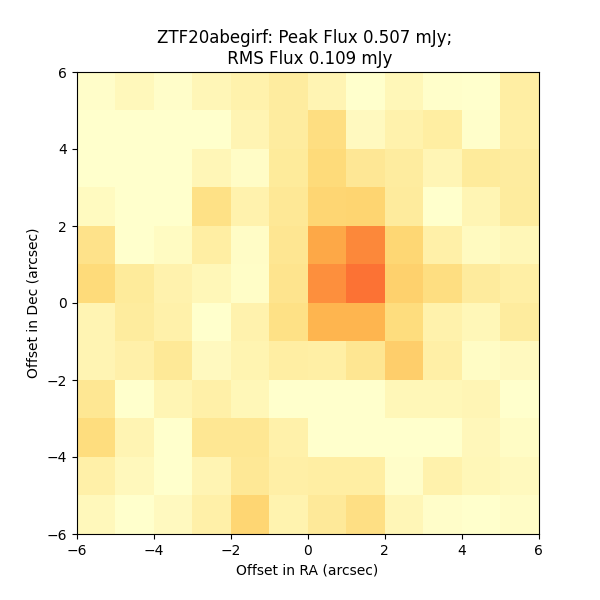 ZTF20abegirf: Peak Flux 0.507 mJy;
RMS Flux 0.109 mJy
6
4
2
0
−2
−4
−6
Offset in Dec (arcsec)
−6 −4 −2 0 2 4 6
Offset in RA (arcsec)